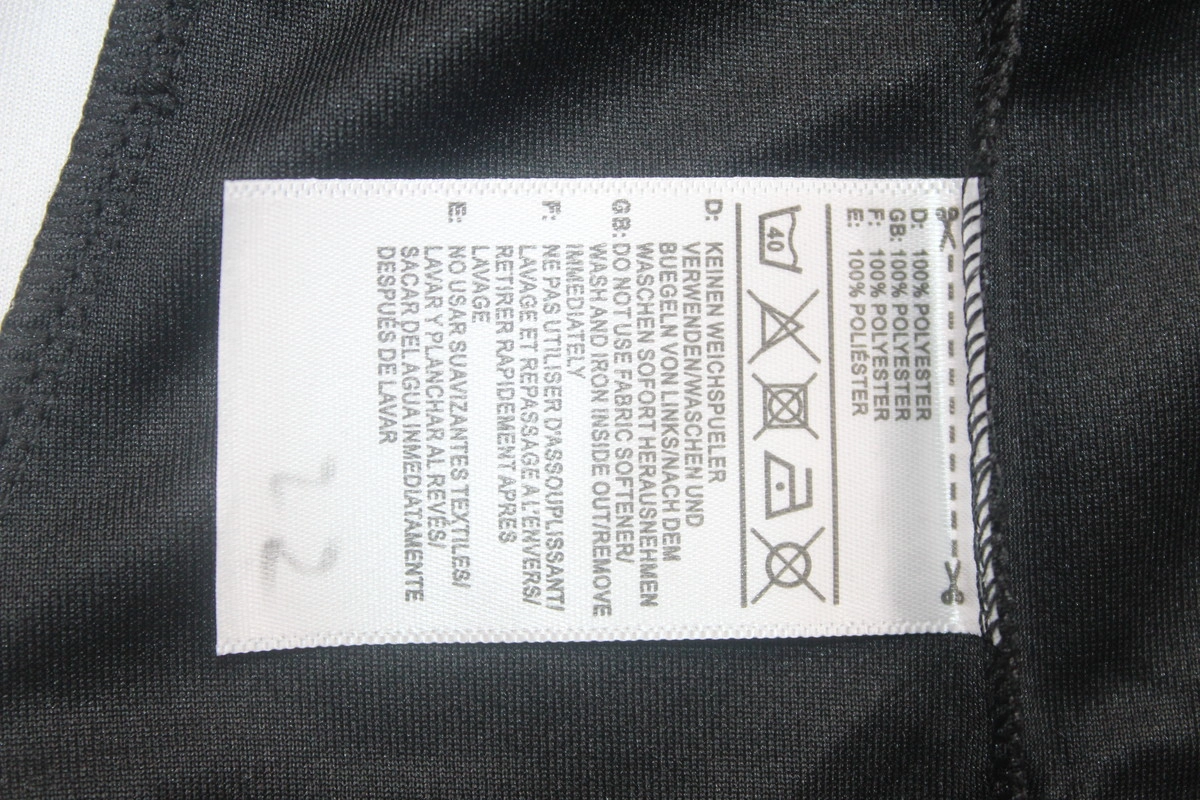 D: 100% POLYESTER
GB: 100% POLYESTER
F: 100% POLYESTER
E: 100% POLIÉSTER
40
D: KEINEN WEICHSPUELER
VERWENDEN/WASCHEN UND
BUEGELN VON LINKS/NACH DEM
WASCHEN SOFORT HERAUSNEHMEN
GB: DO NOT USE FABRIC SOFTENER/
WASH AND IRON INSIDE OUT/REMOVE
IMMEDIATELY
F: NE PAS UTILISER D'ASSOUPLISSANT/
LAVAGE ET REPASSAGE A L'ENVERS/
RETIRER RAPIDEMENT APRES
LAVAGE
E: NO USAR SUAVIZANTES TEXTILES/
LAVAR Y PLANCHAR AL REVÉS/
SACAR DEL AGUA INMEDIATAMENTE
DESPUÉS DE LAVAR
22